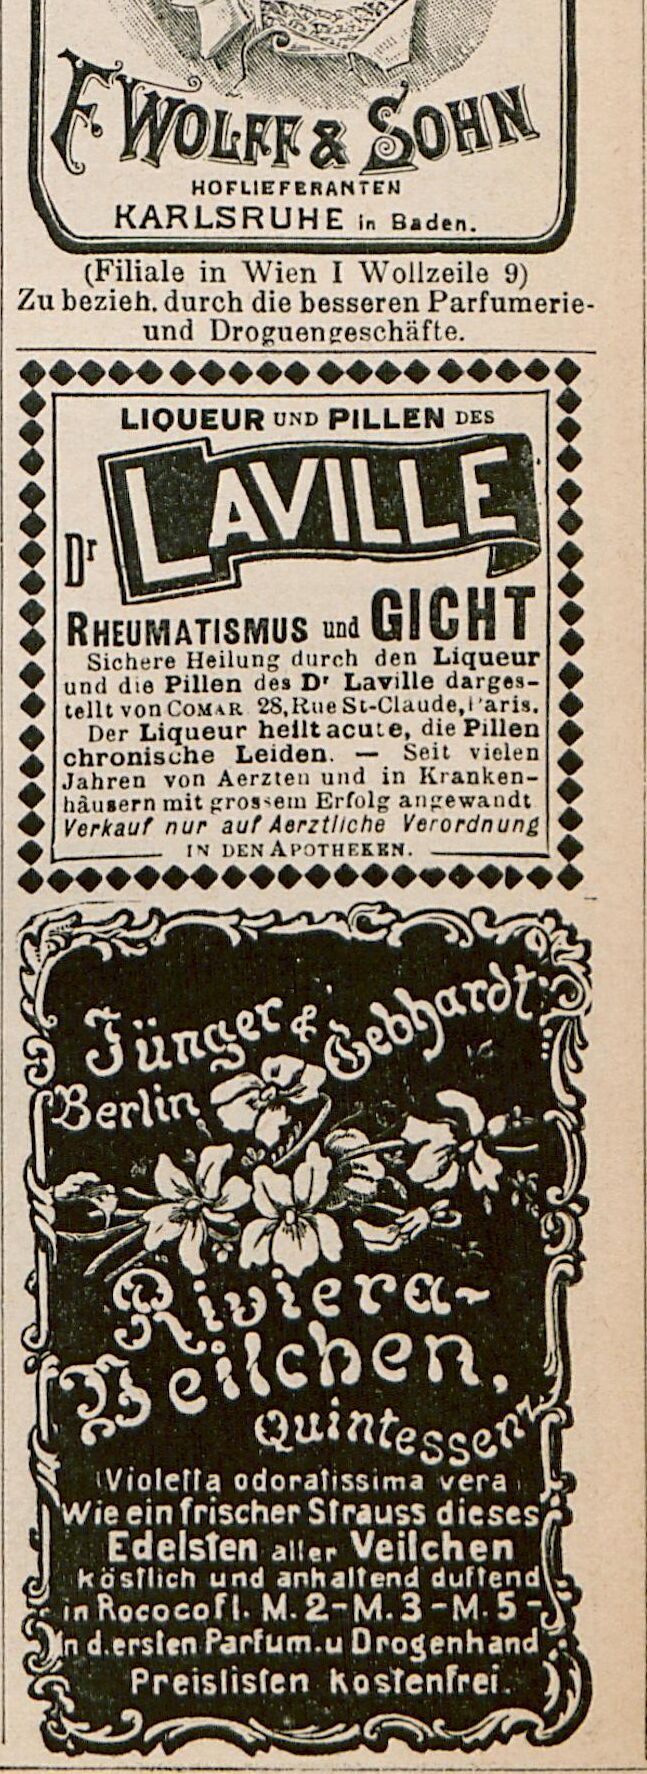 F. WOLFF & SOHN
HOFLIEFERANTEN
KARLSRUHE in Baden.
(Filiale in Wien I Wollzeile 9)
Zu bezieh. durch die besseren Parfumerie-
und Droguengeschäfte.
LIQUEUR UND PILLEN DES
Dr LAVILLE
RHEUMATISMUS und GICHT
Sichere Heilung durch den Liqueur
und die Pillen des Dr Laville darges-
tellt von COMAR 28, Rue St-Claude, Paris.
Der Liqueur heilt acute, die Pillen
chronische Leiden. — Seit vielen
Jahren von Aerzten und in Kranken-
häusern mit grossem Erfolg angewandt
Verkauf nur auf Aerztliche Verordnung
IN DEN APOTHEKEN.
Jünger & Gebhardt
Berlin
Riviera-
Veilchen,
Quintessenz
(Violetta odoratissima vera)
Wie ein frischer Strauss dieses
Edelsten aller Veilchen
köstlich und anhaltend duftend
in Rococofl. M. 2-M. 3-M. 5-
In d. ersten Parfum. u Drogenhand.
Preislisten kostenfrei.